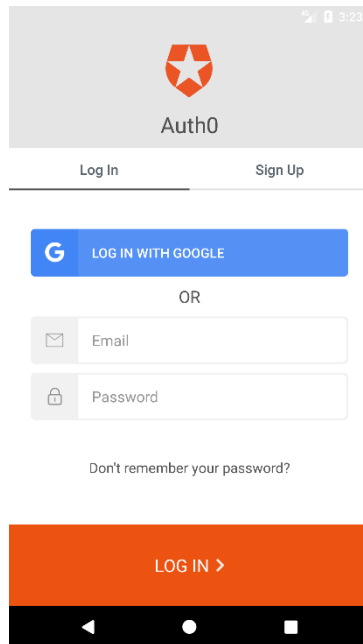 4G 3:23
Auth0
Log In Sign Up
G LOG IN WITH GOOGLE
OR
Email
Password
Don't remember your password?
LOG IN >